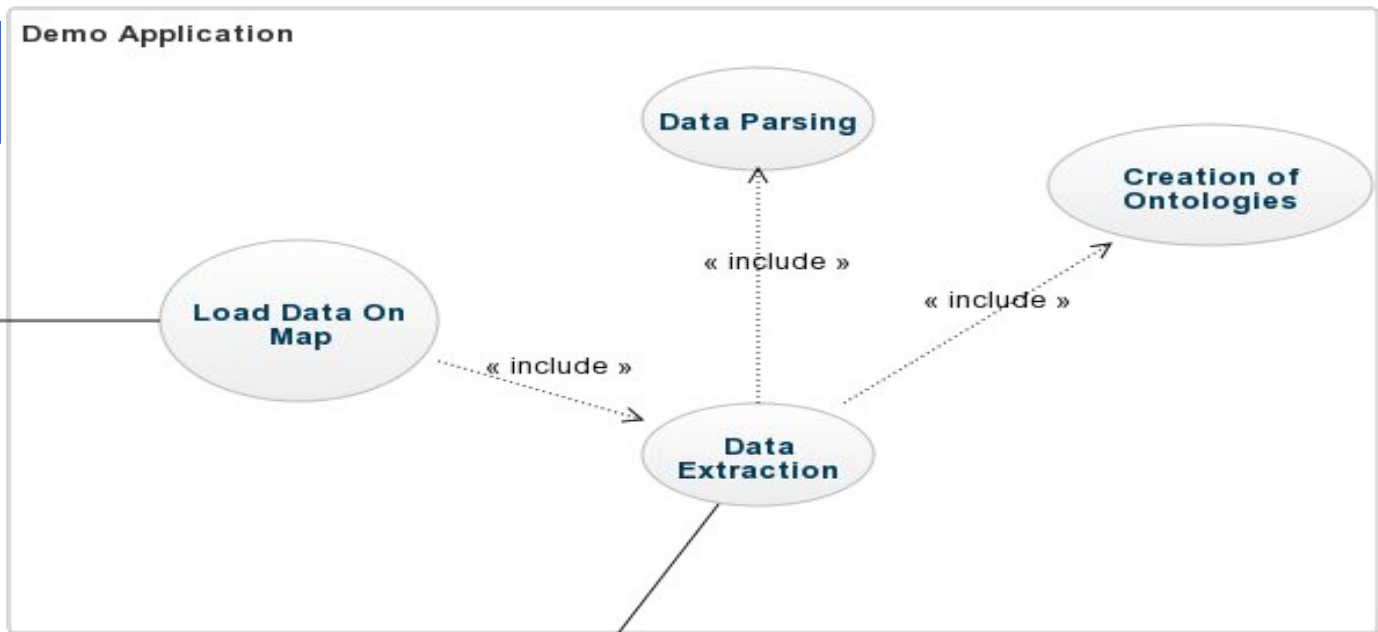 Demo Application
Data Parsing
Creation of
Ontologies
« include »
« include »
Load Data On
Map
« include »
Data
Extraction